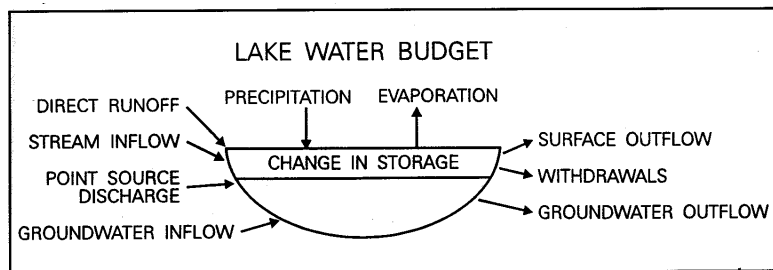 LAKE WATER BUDGET
PRECIPITATION
EVAPORATION
DIRECT RUNOFF
STREAM INFLOW
POINT SOURCE
DISCHARGE
GROUNDWATER INFLOW
CHANGE IN STORAGE
SURFACE OUTFLOW
WITHDRAWALS
GROUNDWATER OUTFLOW